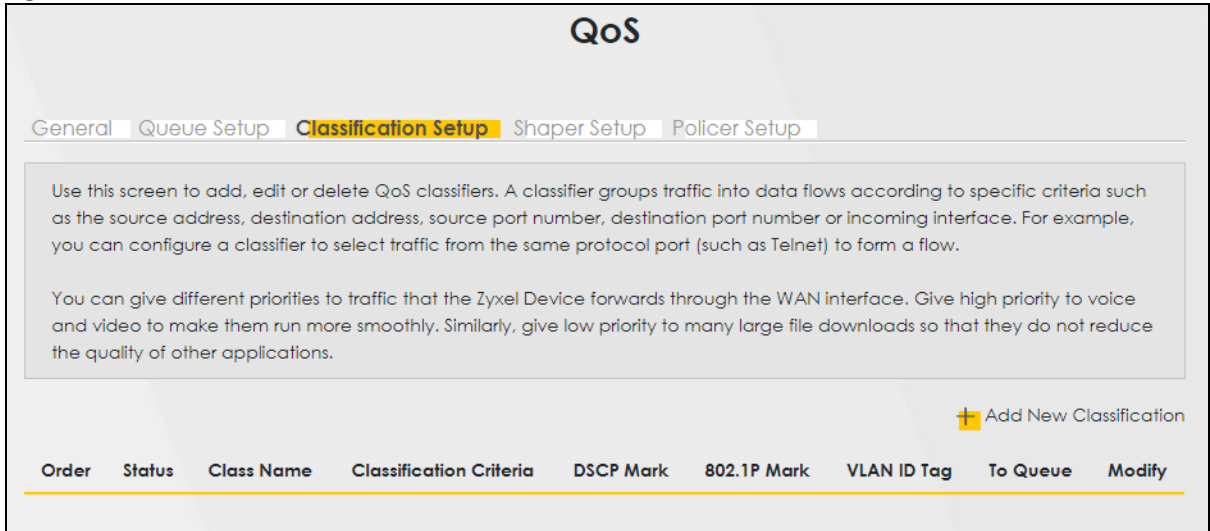 QoS
General Queue Setup Classification Setup Shaper Setup Policer Setup
Use this screen to add, edit or delete QoS classifiers. A classifier groups traffic into data flows according to specific criteria such
as the source address, destination address, source port number, destination port number or incoming interface. For example,
you can configure a classifier to select traffic from the same protocol port (such as Telnet) to form a flow.
You can give different priorities to traffic that the Zyxel Device forwards through the WAN interface. Give high priority to voice
and video to make them run more smoothly. Similarly, give low priority to many large file downloads so that they do not reduce
the quality of other applications.
+ Add New Classification
Order Status Class Name Classification Criteria DSCP Mark 802.1P Mark VLAN ID Tag To Queue Modify